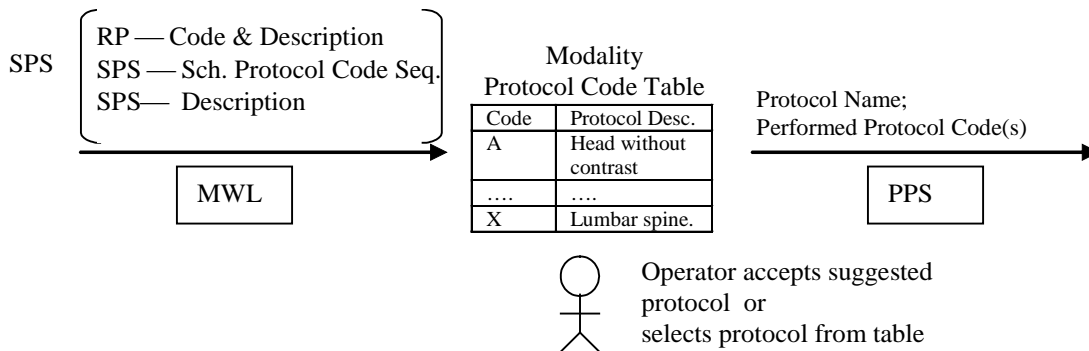 SPS
RP — Code & Description
SPS — Sch. Protocol Code Seq.
SPS— Description
MWL
Modality
Protocol Code Table
Code Protocol Desc.
A Head without
contrast
…. ….
X Lumbar spine.
Protocol Name;
Performed Protocol Code(s)
PPS
Operator accepts suggested
protocol or
selects protocol from table